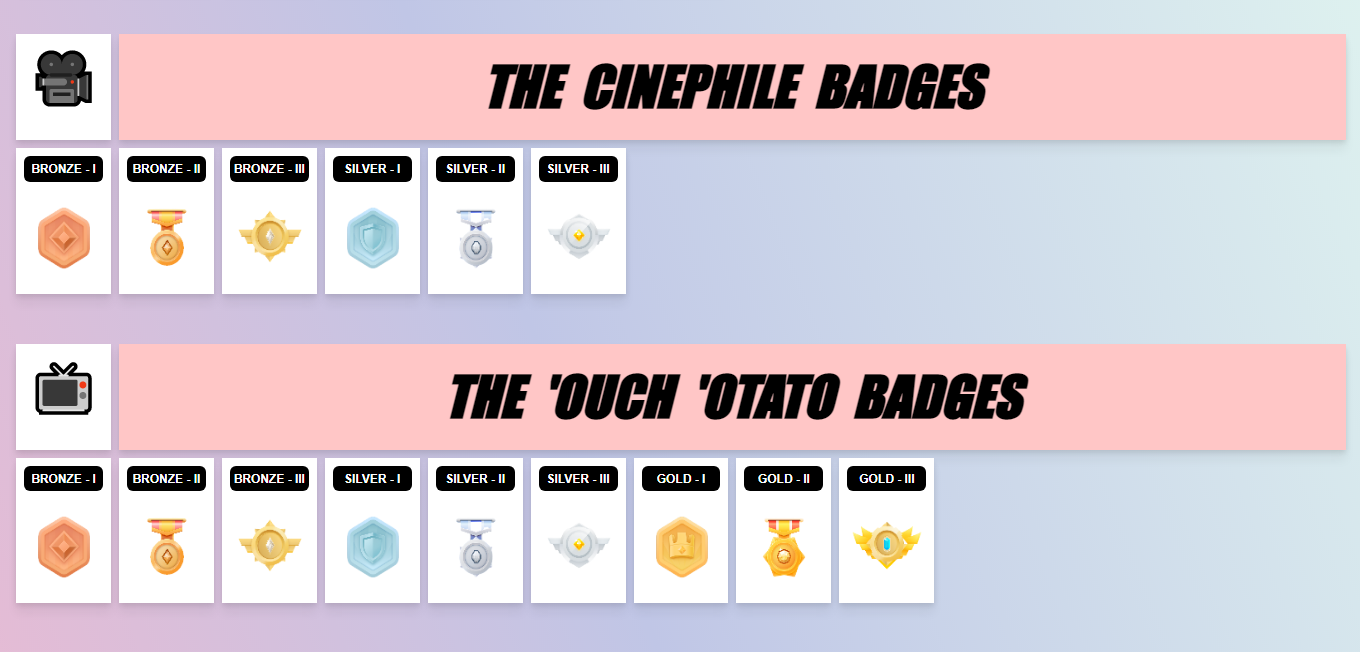 THE CINEPHILE BADGES
BRONZE - I
BRONZE - II
BRONZE - III
SILVER - I
SILVER - II
SILVER - III
THE 'OUCH 'OTATO BADGES
BRONZE - I
BRONZE - II
BRONZE - III
SILVER - I
SILVER - II
SILVER - III
GOLD - I
GOLD - II
GOLD - III